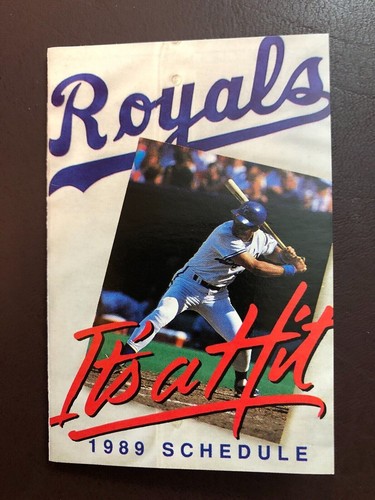 Royals
It's a Hit
1989 SCHEDULE